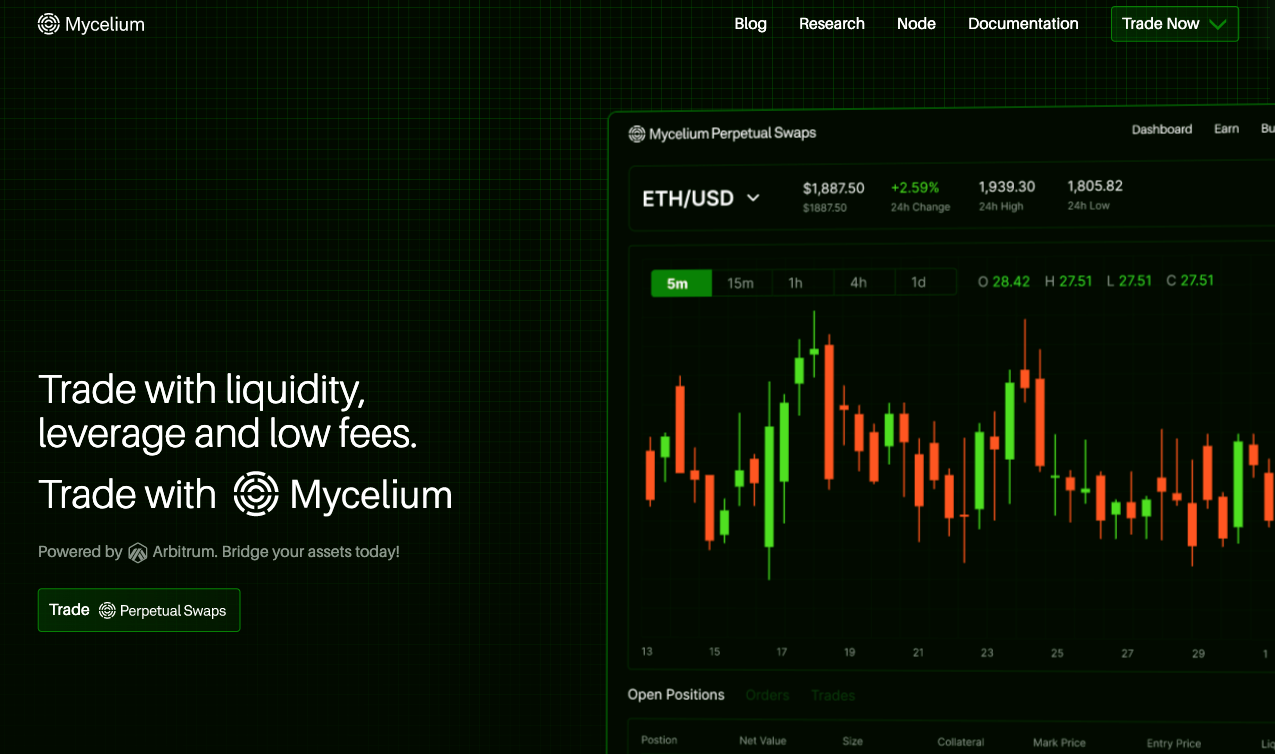 Mycelium
Blog Research Node Documentation Trade Now
Mycelium Perpetual Swaps
Dashboard Earn Bu
ETH/USD
$1,887.50 +2.59% 1,939.30 1,805.82
$1887.50 24h Change 24h High 24h Low
5m 15m 1h 4h 1d O 28.42 H 27.51 L 27.51 C 27.51
Trade with liquidity,
leverage and low fees.
Trade with Mycelium
Powered by Arbitrum. Bridge your assets today!
Trade Perpetual Swaps
13 15 17 19 21 23 25 27 29 1
Open Positions Orders Trades
Postion Net Value Size Collateral Mark Price Entry Price Lic